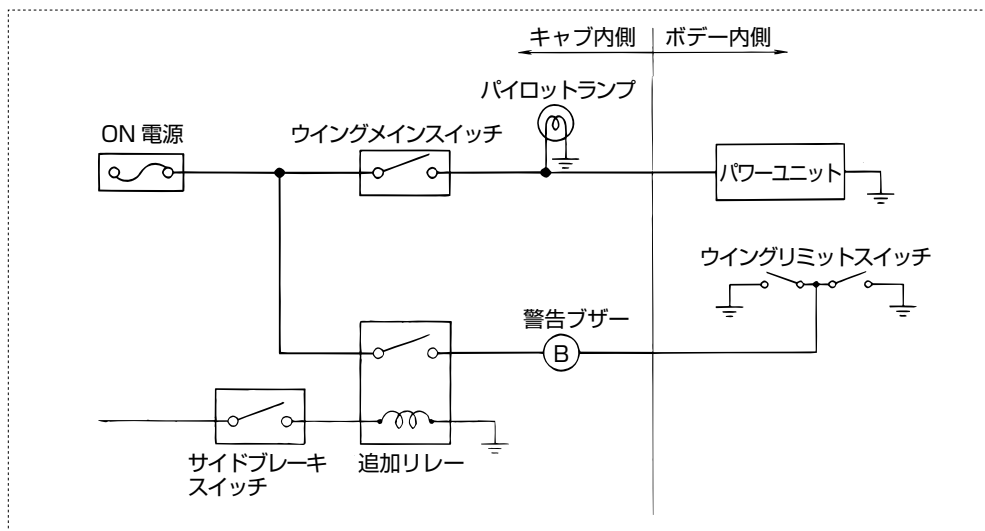 キャブ内側
ボデー内側
パイロットランプ
ON 電源
ウイングメインスイッチ
パワーユニット
ウイングリミットスイッチ
警告ブザー
B
サイドブレーキ
スイッチ
追加リレー